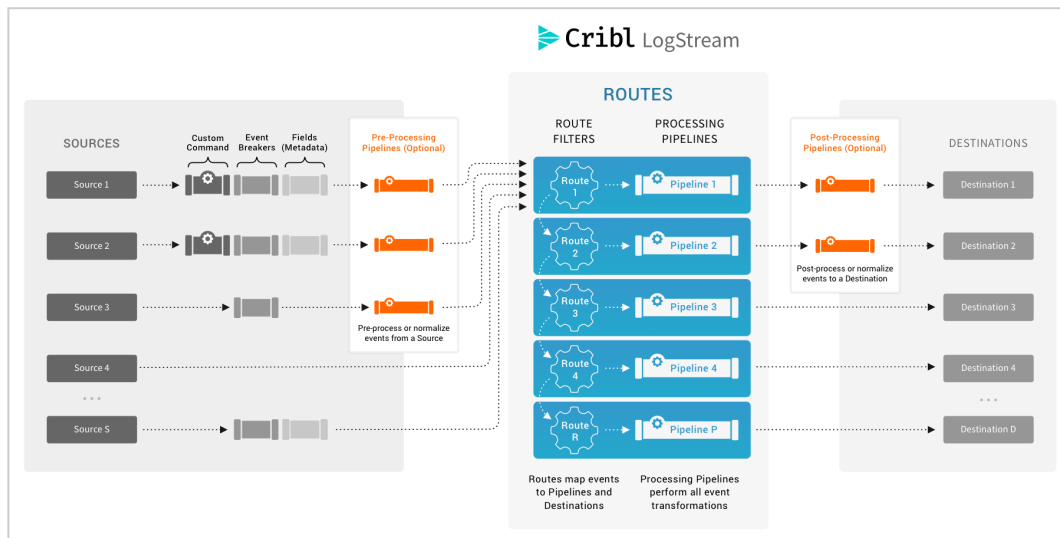 Cribl LogStream
ROUTES
SOURCES
Custom
Command
Event
Breakers
Fields
(Metadata)
Pre-Processing
Pipelines (Optional)
ROUTE
FILTERS
PROCESSING
PIPELINES
Post-Processing
Pipelines (Optional)
DESTINATIONS
Source 1
Route
1
Pipeline 1
Destination 1
Source 2
Route
2
Pipeline 2
Destination 2
Post-process or normalize
events to a Destination
Source 3
Route
3
Pipeline 3
Destination 3
Pre-process or normalize
events from a Source
Source 4
Route
4
Pipeline 4
Destination 4
...
...
Source S
Route
R
Pipeline P
Destination D
Routes map events
to Pipelines and
Destinations
Processing Pipelines
perform all event
transformations